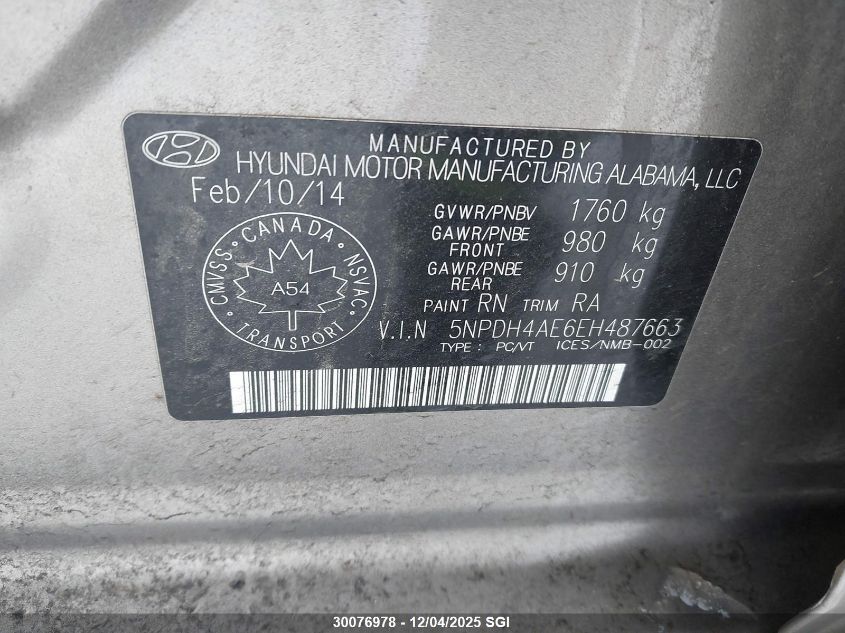 MANUFACTURED BY
HYUNDAI MOTOR MANUFACTURING ALABAMA, LLC
Feb/10/14
GVWR/PNBV 1760 kg
GAWR/PNBE FRONT 980 kg
GAWR/PNBE REAR 910 kg
PAINT RN TRIM RA
V.I.N 5NPDH4AE6EH487663
TYPE: PC/VT ICES/NMB-002
CMVSS CANADA NSVAC
A54
TRANSPORT
30076978 - 12/04/2025 SGI